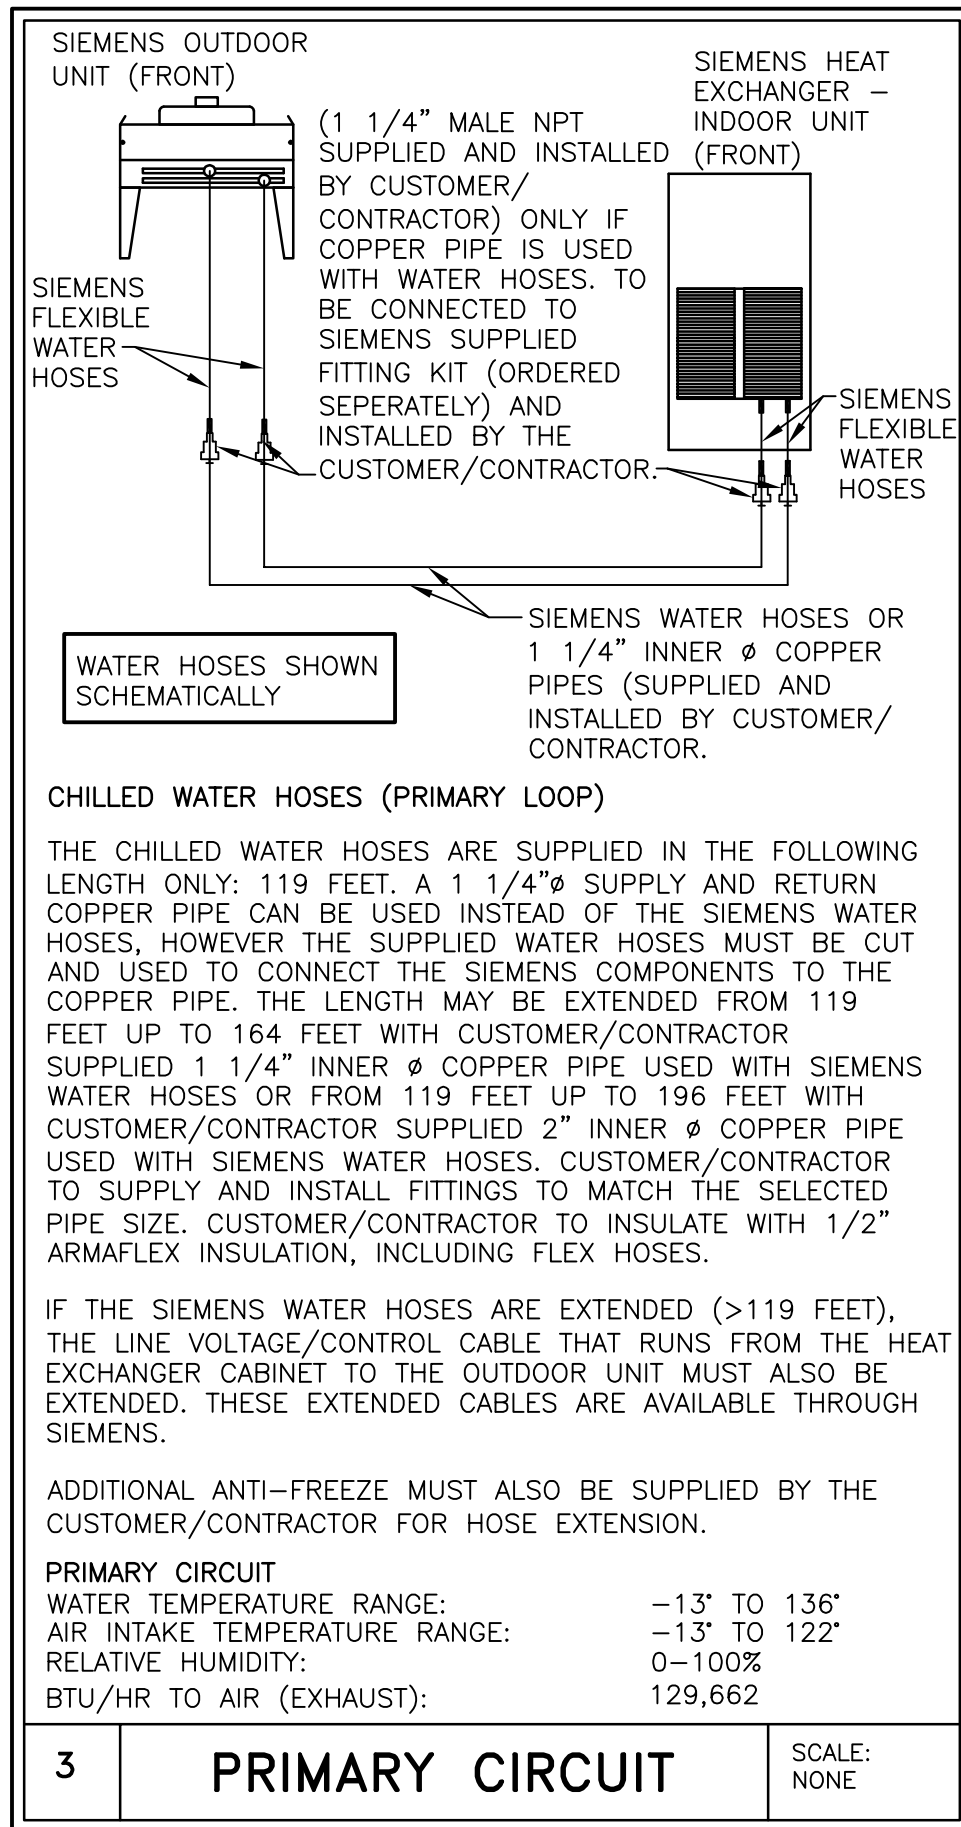 SIEMENS OUTDOOR
UNIT (FRONT)
SIEMENS HEAT
EXCHANGER –
INDOOR UNIT
(FRONT)
(1 1/4" MALE NPT
SUPPLIED AND INSTALLED
BY CUSTOMER/
CONTRACTOR) ONLY IF
COPPER PIPE IS USED
WITH WATER HOSES. TO
BE CONNECTED TO
SIEMENS SUPPLIED
FITTING KIT (ORDERED
SEPERATELY) AND
INSTALLED BY THE
CUSTOMER/CONTRACTOR.
SIEMENS
FLEXIBLE
WATER
HOSES
SIEMENS
FLEXIBLE
WATER
HOSES
SIEMENS WATER HOSES OR
1 1/4" INNER ø COPPER
PIPES (SUPPLIED AND
INSTALLED BY CUSTOMER/
CONTRACTOR.
WATER HOSES SHOWN
SCHEMATICALLY
CHILLED WATER HOSES (PRIMARY LOOP)
THE CHILLED WATER HOSES ARE SUPPLIED IN THE FOLLOWING
LENGTH ONLY: 119 FEET. A 1 1/4"ø SUPPLY AND RETURN
COPPER PIPE CAN BE USED INSTEAD OF THE SIEMENS WATER
HOSES, HOWEVER THE SUPPLIED WATER HOSES MUST BE CUT
AND USED TO CONNECT THE SIEMENS COMPONENTS TO THE
COPPER PIPE. THE LENGTH MAY BE EXTENDED FROM 119
FEET UP TO 164 FEET WITH CUSTOMER/CONTRACTOR
SUPPLIED 1 1/4" INNER ø COPPER PIPE USED WITH SIEMENS
WATER HOSES OR FROM 119 FEET UP TO 196 FEET WITH
CUSTOMER/CONTRACTOR SUPPLIED 2" INNER ø COPPER PIPE
USED WITH SIEMENS WATER HOSES. CUSTOMER/CONTRACTOR
TO SUPPLY AND INSTALL FITTINGS TO MATCH THE SELECTED
PIPE SIZE. CUSTOMER/CONTRACTOR TO INSULATE WITH 1/2"
ARMAFLEX INSULATION, INCLUDING FLEX HOSES.
IF THE SIEMENS WATER HOSES ARE EXTENDED (>119 FEET),
THE LINE VOLTAGE/CONTROL CABLE THAT RUNS FROM THE HEAT
EXCHANGER CABINET TO THE OUTDOOR UNIT MUST ALSO BE
EXTENDED. THESE EXTENDED CABLES ARE AVAILABLE THROUGH
SIEMENS.
ADDITIONAL ANTI–FREEZE MUST ALSO BE SUPPLIED BY THE
CUSTOMER/CONTRACTOR FOR HOSE EXTENSION.
PRIMARY CIRCUIT
WATER TEMPERATURE RANGE: –13° TO 136°
AIR INTAKE TEMPERATURE RANGE: –13° TO 122°
RELATIVE HUMIDITY: 0–100%
BTU/HR TO AIR (EXHAUST): 129,662
3
PRIMARY CIRCUIT
SCALE:
NONE